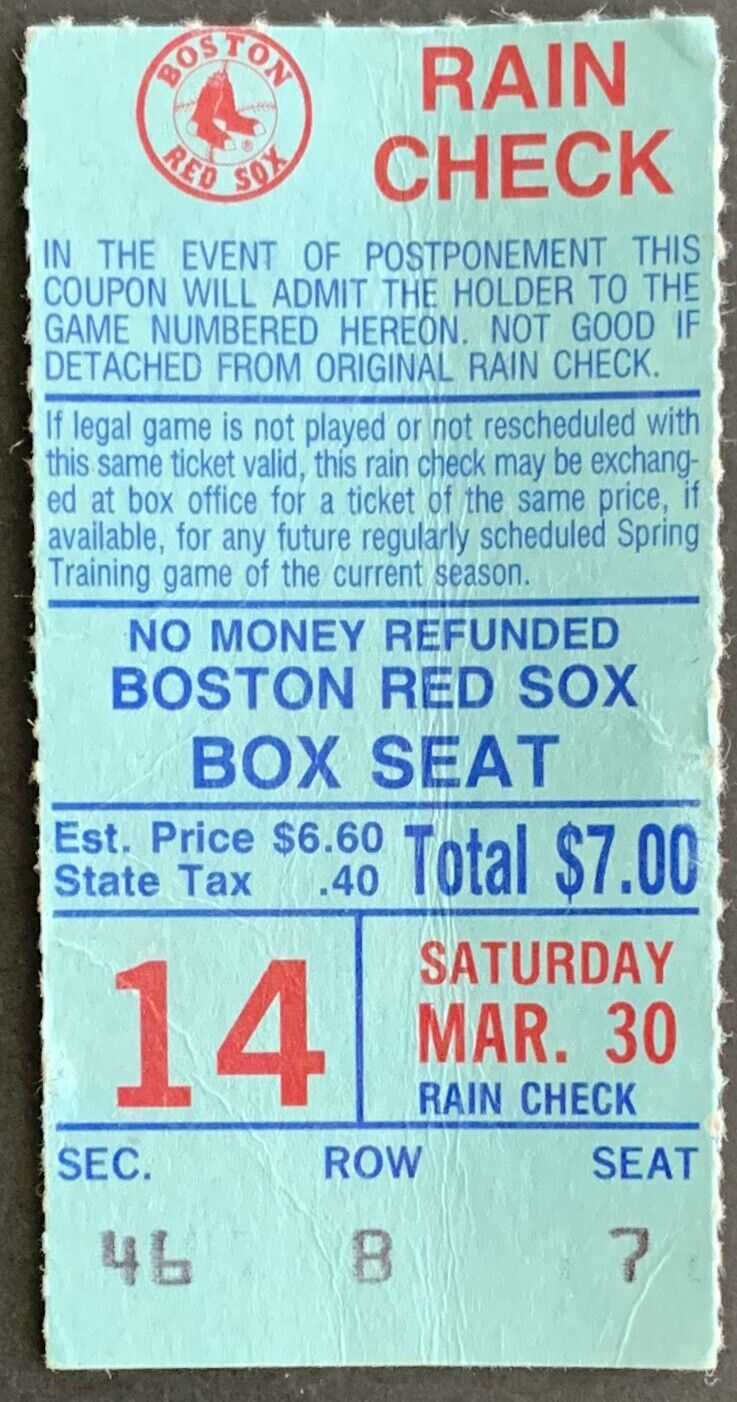 BOSTON
RED SOX
®
RAIN
CHECK
IN THE EVENT OF POSTPONEMENT THIS
COUPON WILL ADMIT THE HOLDER TO THE
GAME NUMBERED HEREON. NOT GOOD IF
DETACHED FROM ORIGINAL RAIN CHECK.
If legal game is not played or not rescheduled with
this same ticket valid, this rain check may be exchang-
ed at box office for a ticket of the same price, if
available, for any future regularly scheduled Spring
Training game of the current season.
NO MONEY REFUNDED
BOSTON RED SOX
BOX SEAT
Est. Price $6.60
State Tax .40
Total $7.00
14
SATURDAY
MAR. 30
RAIN CHECK
SEC. ROW SEAT
46 8 7